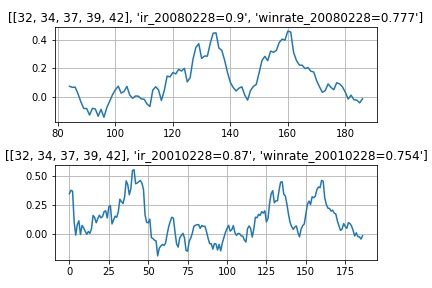 [[32, 34, 37, 39, 42], 'ir_20080228=0.9', 'winrate_20080228=0.777']
0.4
0.2
0.0
80 100 120 140 160 180
[[32, 34, 37, 39, 42], 'ir_20010228=0.87', 'winrate_20010228=0.754']
0.50
0.25
0.00
0 25 50 75 100 125 150 175